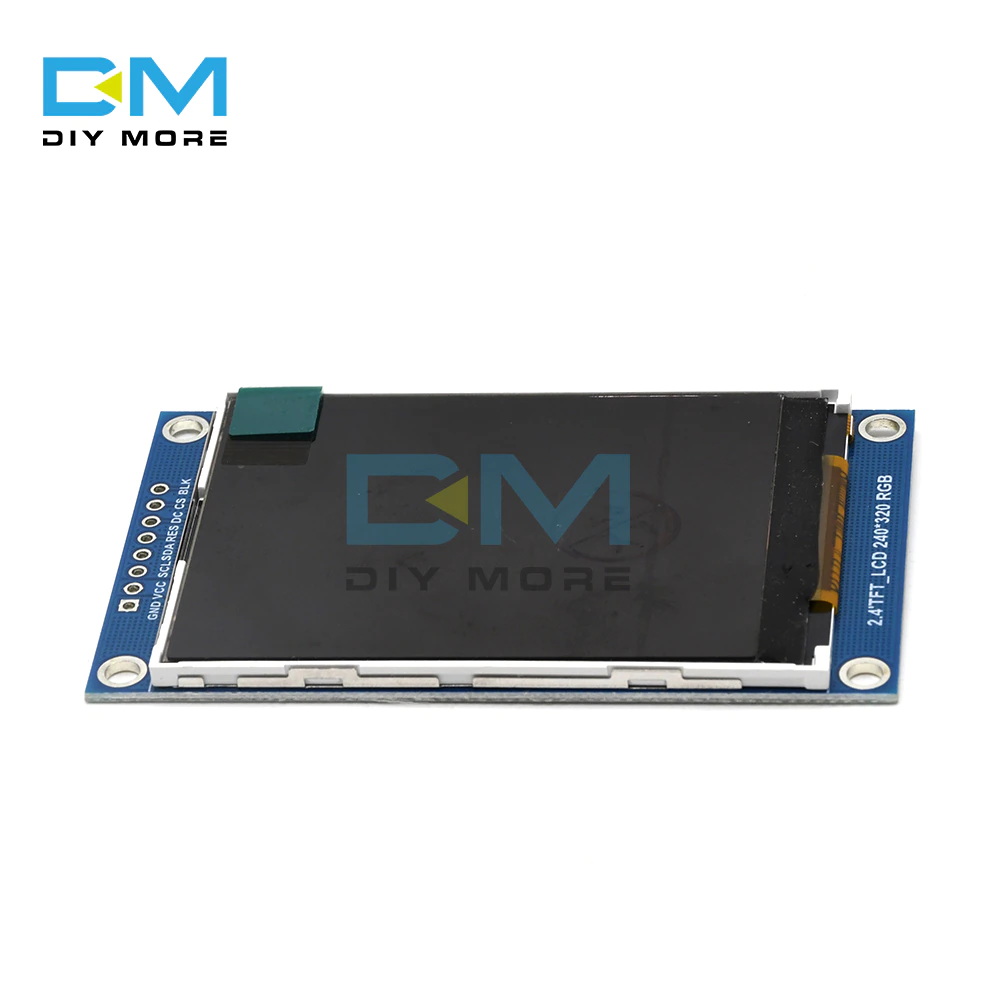 DM
DIY MORE
DM
DIY MORE
GND VCC SCL SDA RES DC CS BLK
2.4'TFT_LCD 240*320 RGB